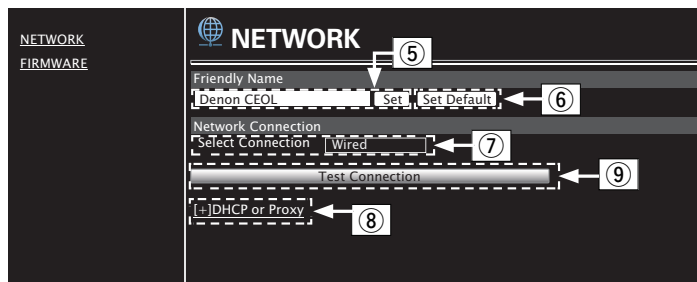 NETWORK
FIRMWARE
NETWORK
⑤
Friendly Name
Denon CEOL Set Set Default ⑥
Network Connection
Select Connection Wired ⑦
Test Connection ⑨
[+]DHCP or Proxy ⑧